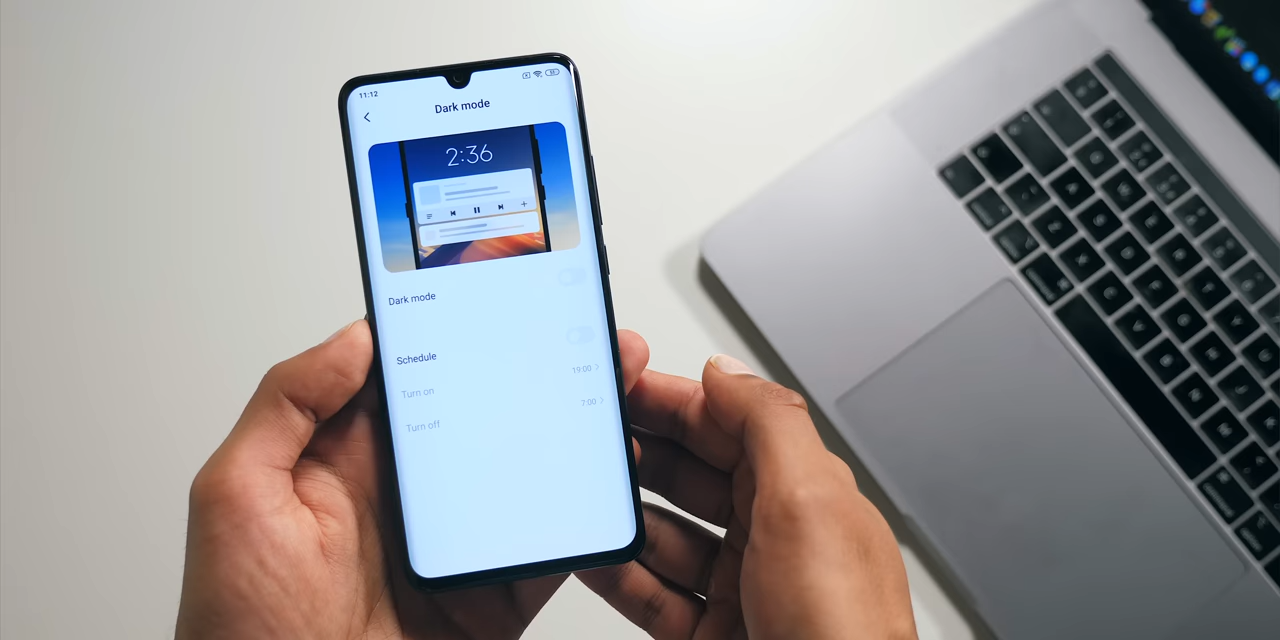 11:12
Dark mode
2:36
Dark mode
Schedule
Turn on 19:00
Turn off 7:00